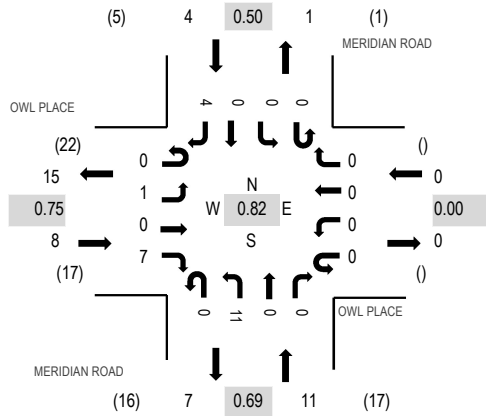 (5) 4 0.50 1 (1)
MERIDIAN ROAD
4 0 0 0
OWL PLACE
(22) ()
0 0
15 0
1 N 0
0.75 W 0.82 E 0.00
0 0
8 S 0
7 0
(17) ()
0 11 0 0
OWL PLACE
MERIDIAN ROAD
(16) 7 0.69 11 (17)